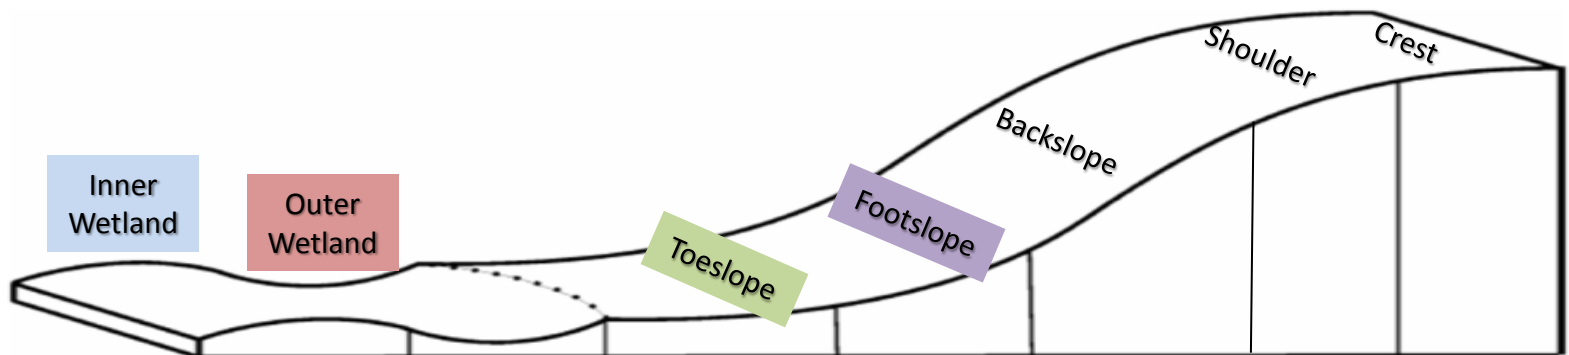 Inner
Wetland
Outer
Wetland
Toeslope
Footslope
Backslope
Shoulder
Crest